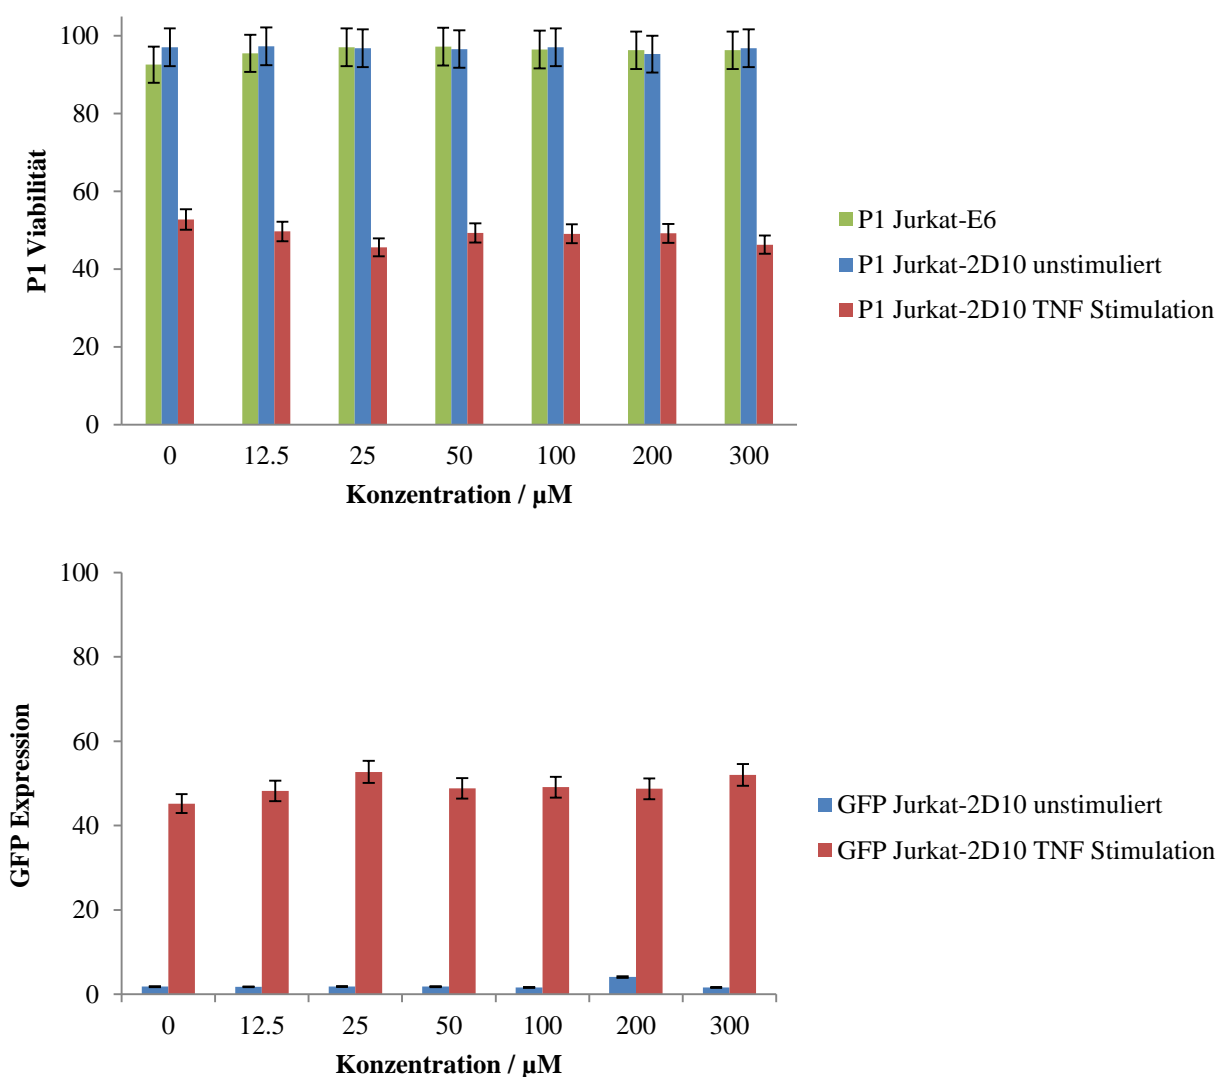 100
80
60
40
20
0
P1 Viabilität
0 12.5 25 50 100 200 300
Konzentration / µM
P1 Jurkat-E6
P1 Jurkat-2D10 unstimuliert
P1 Jurkat-2D10 TNF Stimulation
100
80
60
40
20
0
GFP Expression
0 12.5 25 50 100 200 300
Konzentration / µM
GFP Jurkat-2D10 unstimuliert
GFP Jurkat-2D10 TNF Stimulation